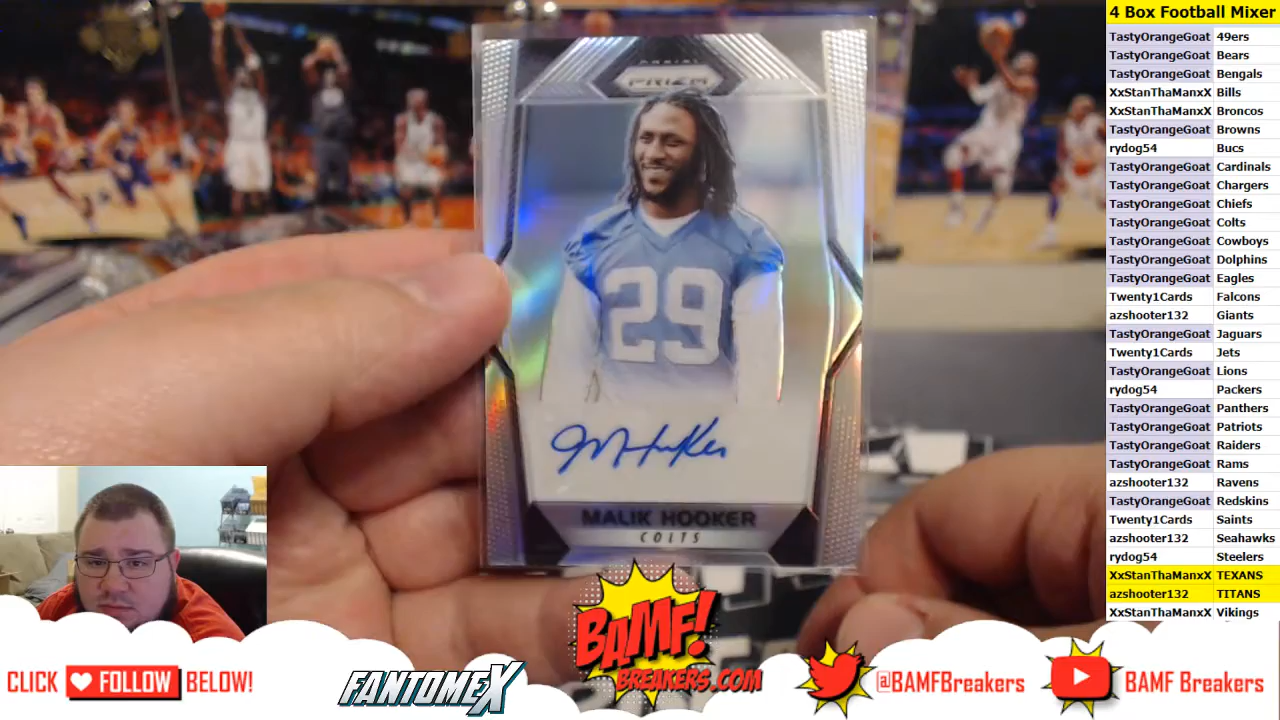 PANINI
PRIZM
29
MHooker
MALIK HOOKER
COLTS
4 Box Football Mixer
TastyOrangeGoat 49ers
TastyOrangeGoat Bears
TastyOrangeGoat Bengals
XxStanThaManxX Bills
XxStanThaManxX Broncos
TastyOrangeGoat Browns
rydog54 Bucs
TastyOrangeGoat Cardinals
TastyOrangeGoat Chargers
TastyOrangeGoat Chiefs
TastyOrangeGoat Colts
TastyOrangeGoat Cowboys
TastyOrangeGoat Dolphins
TastyOrangeGoat Eagles
Twenty1Cards Falcons
azshooter132 Giants
TastyOrangeGoat Jaguars
Twenty1Cards Jets
TastyOrangeGoat Lions
rydog54 Packers
TastyOrangeGoat Panthers
TastyOrangeGoat Patriots
TastyOrangeGoat Raiders
TastyOrangeGoat Rams
azshooter132 Ravens
TastyOrangeGoat Redskins
Twenty1Cards Saints
azshooter132 Seahawks
rydog54 Steelers
XxStanThaManxX TEXANS
azshooter132 TITANS
XxStanThaManxX Vikings
CLICK FOLLOW BELOW!
FANTOMEX
BAMF!
BREAKERS.COM
@BAMFBreakers
BAMF Breakers